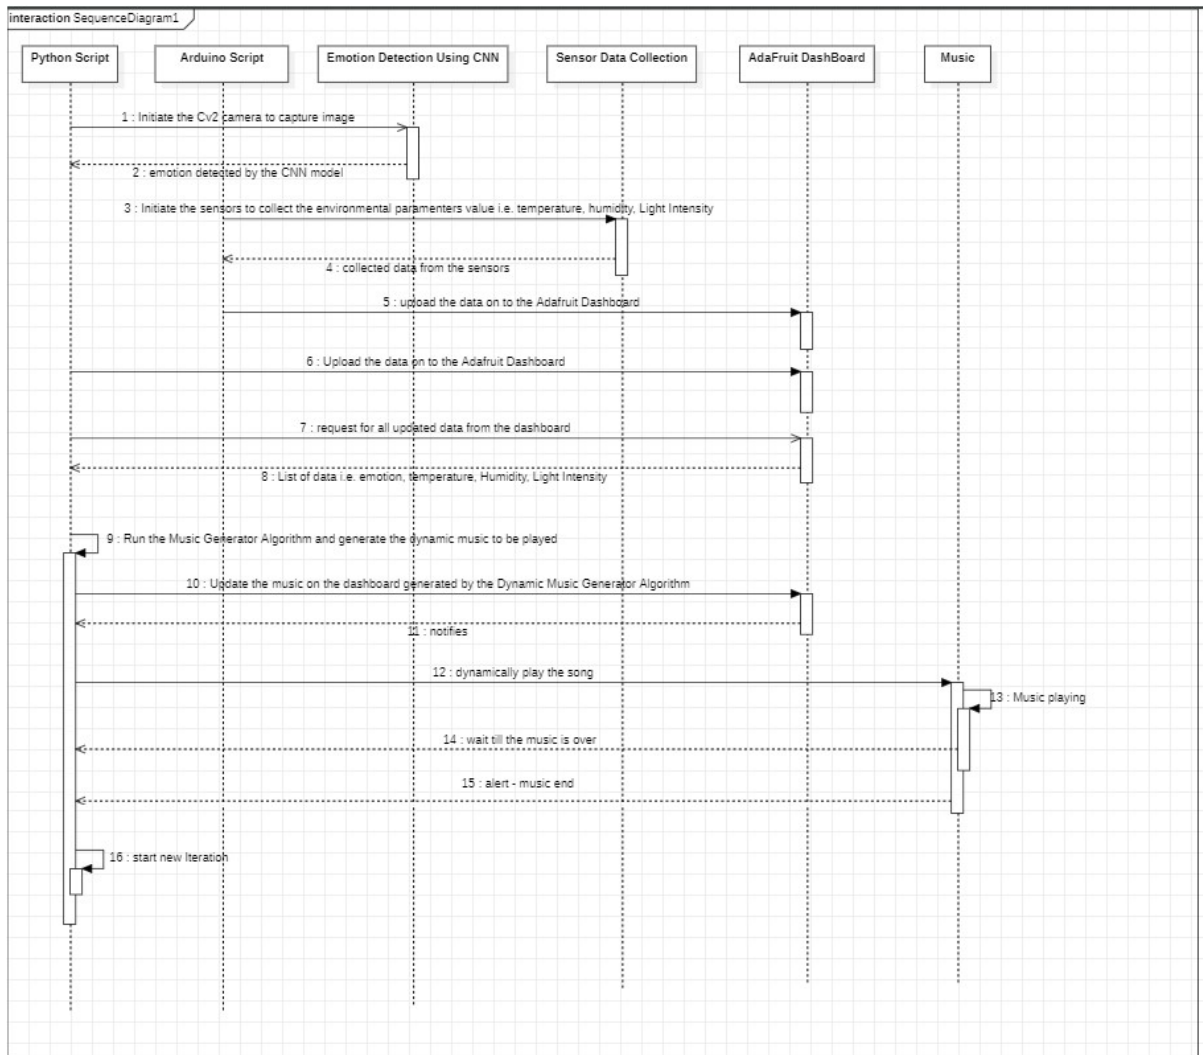 interaction SequenceDiagram1
Python Script
Arduino Script
Emotion Detection Using CNN
Sensor Data Collection
AdaFruit DashBoard
Music
1 : Initiate the Cv2 camera to capture image
2 : emotion detected by the CNN model
3 : Initiate the sensors to collect the environmental paramenters value i.e. temperature, humidity, Light Intensity
4 : collected data from the sensors
5 : upload the data on to the Adafruit Dashboard
6 : Upload the data on to the Adafruit Dashboard
7 : request for all updated data from the dashboard
8 : List of data i.e. emotion, temperature, Humidity, Light Intensity
9 : Run the Music Generator Algorithm and generate the dynamic music to be played
10 : Update the music on the dashboard generated by the Dynamic Music Generator Algorithm
11 : notifies
12 : dynamically play the song
13 : Music playing
14 : wait till the music is over
15 : alert - music end
16 : start new Iteration